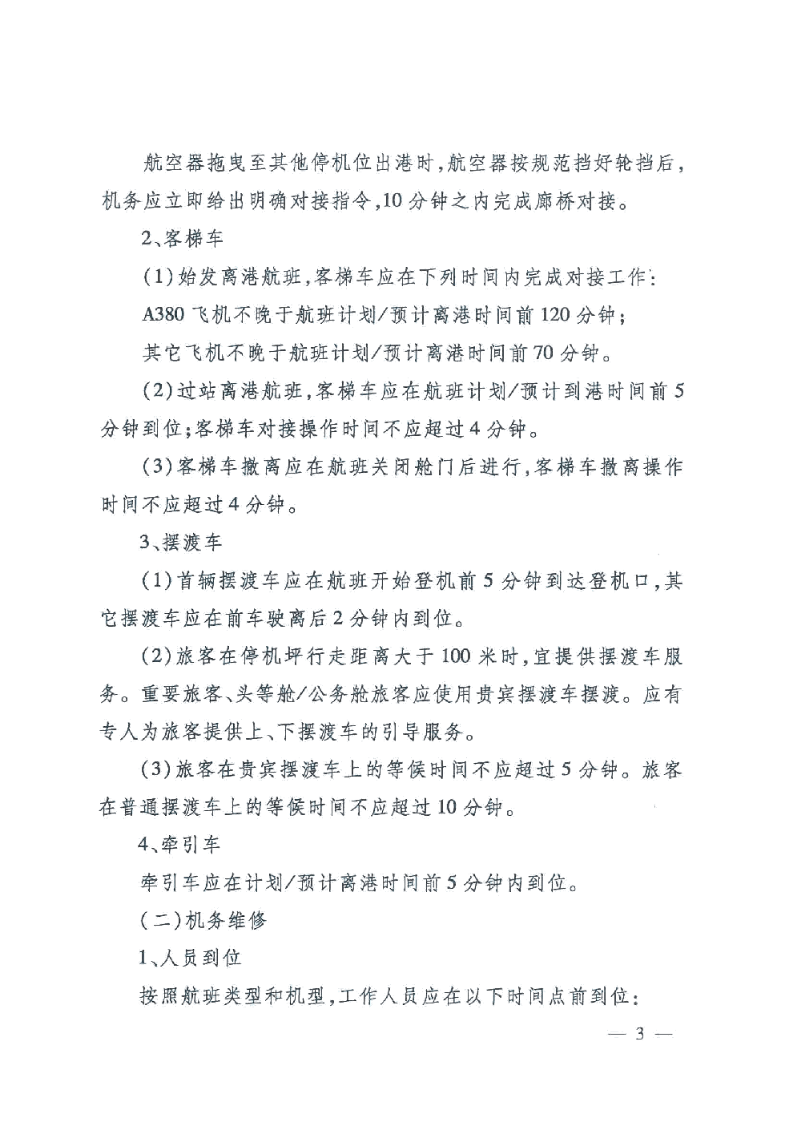 航空器拖曳至其他停机位出港时,航空器按规范挡好轮挡后,
机务应立即给出明确对接指令,10 分钟之内完成廊桥对接。
2、客梯车
(1)始发离港航班,客梯车应在下列时间内完成对接工作:
A380 飞机不晚于航班计划/预计离港时间前 120 分钟;
其它飞机不晚于航班计划/预计离港时间前 70 分钟。
(2)过站离港航班,客梯车应在航班计划/预计到港时间前 5
分钟到位;客梯车对接操作时间不应超过 4 分钟。
(3)客梯车撤离应在航班关闭舱门后进行,客梯车撤离操作
时间不应超过 4 分钟。
3、摆渡车
(1)首辆摆渡车应在航班开始登机前 5 分钟到达登机口,其
它摆渡车应在前车驶离后 2 分钟内到位。
(2)旅客在停机坪行走距离大于 100 米时,宜提供摆渡车服
务。重要旅客、头等舱/公务舱旅客应使用贵宾摆渡车摆渡。应有
专人为旅客提供上、下摆渡车的引导服务。
(3)旅客在贵宾摆渡车上的等候时间不应超过 5 分钟。旅客
在普通摆渡车上的等候时间不应超过 10 分钟。
4、牵引车
牵引车应在计划/预计离港时间前 5 分钟内到位。
(二)机务维修
1、人员到位
按照航班类型和机型,工作人员应在以下时间点前到位:
— 3 —